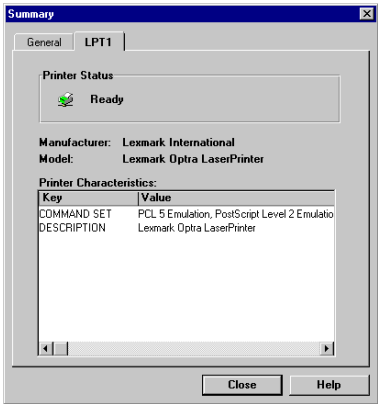 Summary
General LPT1
Printer Status
Ready
Manufacturer: Lexmark International
Model: Lexmark Optra LaserPrinter
Printer Characteristics:
Key Value
COMMAND SET PCL 5 Emulation, PostScript Level 2 Emulatio
DESCRIPTION Lexmark Optra LaserPrinter
Close Help